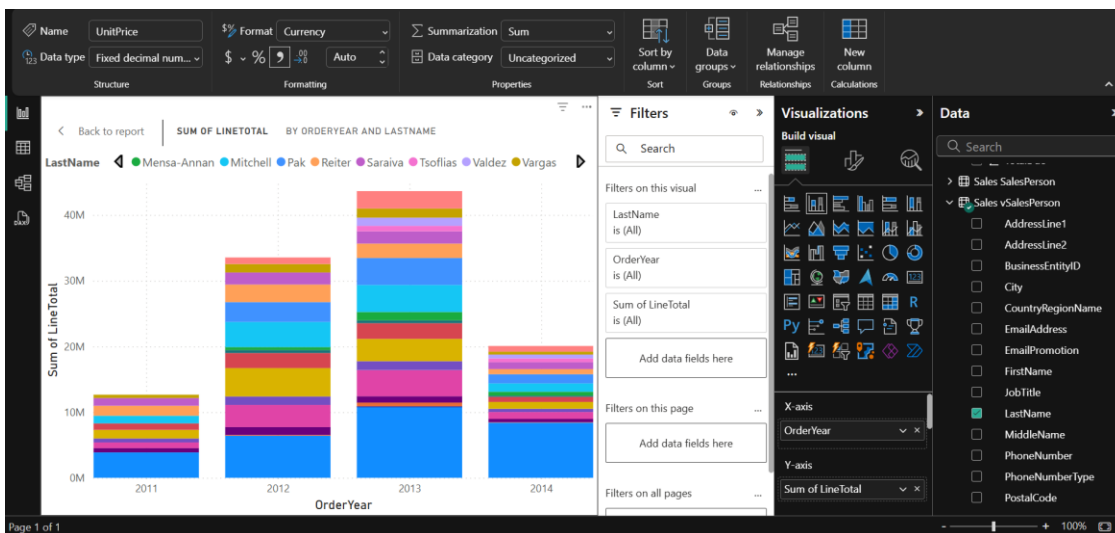 Name UnitPrice
Data type Fixed decimal num...
Structure
$% Format Currency
$ % 9 .00 Auto
Formatting
Σ Summarization Sum
Data category Uncategorized
Properties
Sort by column
Sort
Data groups
Groups
Manage relationships
Relationships
New column
Calculations
Back to report
SUM OF LINETOTAL BY ORDERYEAR AND LASTNAME
LastName Mensa-Annan Mitchell Pak Reiter Saraiva Tsoflias Valdez Vargas
Sum of LineTotal
40M
30M
20M
10M
0M
2011 2012 2013 2014
OrderYear
Filters
Search
Filters on this visual ...
LastName
is (All)
OrderYear
is (All)
Sum of LineTotal
is (All)
Add data fields here
Filters on this page ...
Add data fields here
Filters on all pages ...
Visualizations
Build visual
123
R
Py
...
X-axis
OrderYear
Y-axis
Sum of LineTotal
Data
Search
Sales SalesPerson
Sales vSalesPerson
AddressLine1
AddressLine2
BusinessEntityID
City
CountryRegionName
EmailAddress
EmailPromotion
FirstName
JobTitle
LastName
MiddleName
PhoneNumber
PhoneNumberType
PostalCode
Page 1 of 1
- + 100%